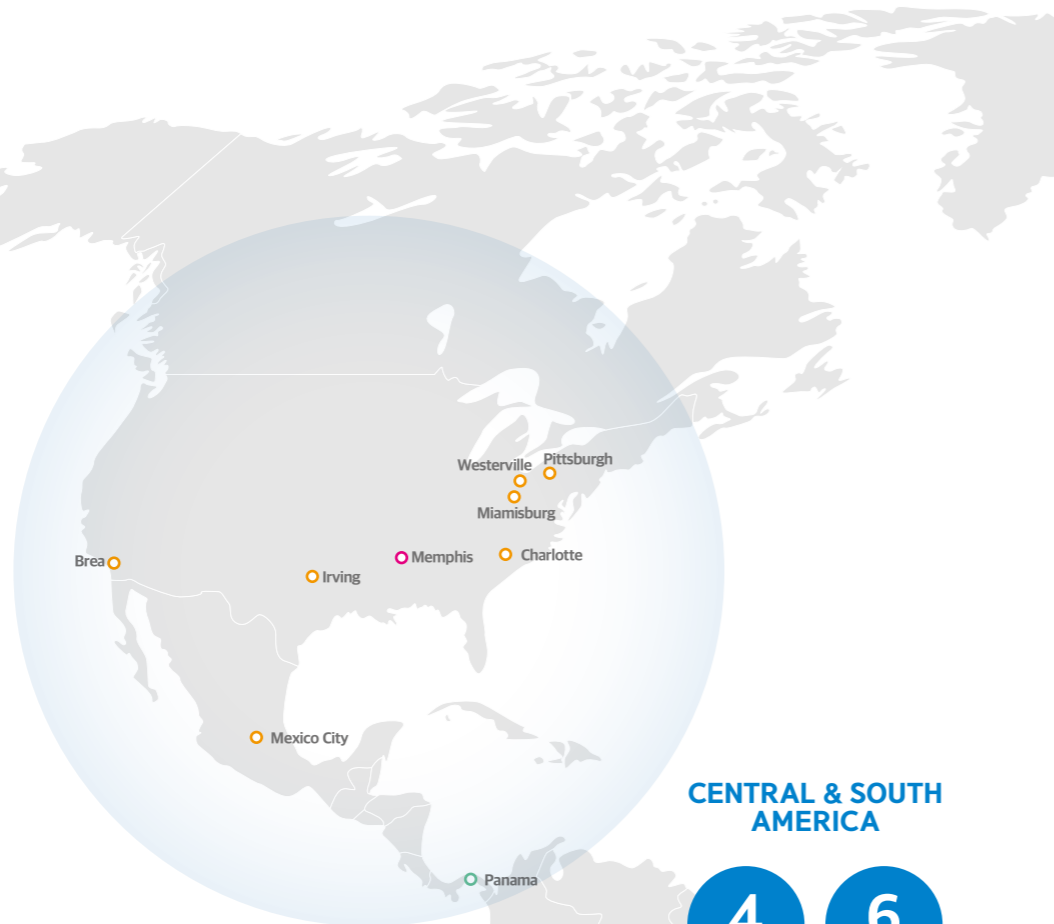 Westerville
Pittsburgh
Miamisburg
Brea
Memphis
Charlotte
Irving
Mexico City
CENTRAL & SOUTH
AMERICA
Panama
4
6